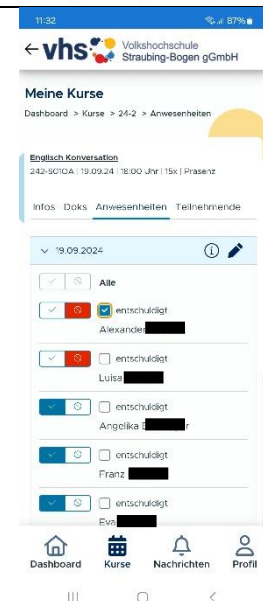 11:32
87%
vhs
Volkshochschule
Straubing-Bogen gGmbH
Meine Kurse
Dashboard > Kurse > 24-2 > Anwesenheiten
Englisch Konversation
242-S010A | 19.09.24 | 18:00 Uhr | 15x | Präsenz
Infos Doks Anwesenheiten Teilnehmende
19.09.2024
Alle
entschuldigt
Alexander
entschuldigt
Luisa
entschuldigt
Angelika
entschuldigt
Franz
entschuldigt
Eva
Dashboard Kurse Nachrichten Profil